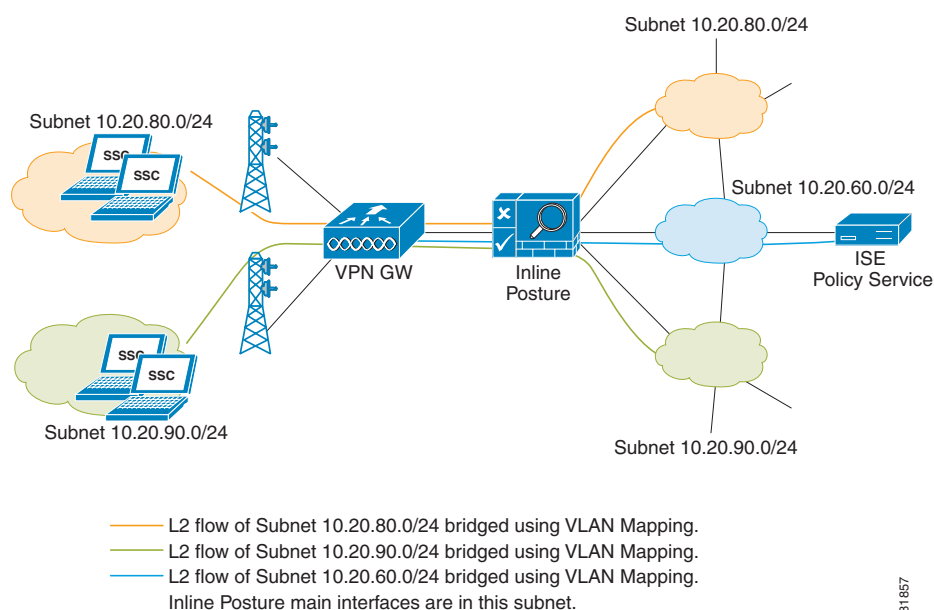 Subnet 10.20.80.0/24
Subnet 10.20.80.0/24
SSC
SSC
Subnet 10.20.60.0/24
VPN GW
Inline
Posture
ISE
Policy Service
SSC
SSC
Subnet 10.20.90.0/24
Subnet 10.20.90.0/24
L2 flow of Subnet 10.20.80.0/24 bridged using VLAN Mapping.
L2 flow of Subnet 10.20.90.0/24 bridged using VLAN Mapping.
L2 flow of Subnet 10.20.60.0/24 bridged using VLAN Mapping.
Inline Posture main interfaces are in this subnet.